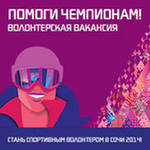 ПОМОГИ ЧЕМПИОНАМ!
ВОЛОНТЕРСКАЯ ВАКАНСИЯ
СТАНЬ СПОРТИВНЫМ ВОЛОНТЕРОМ В СОЧИ 2014!